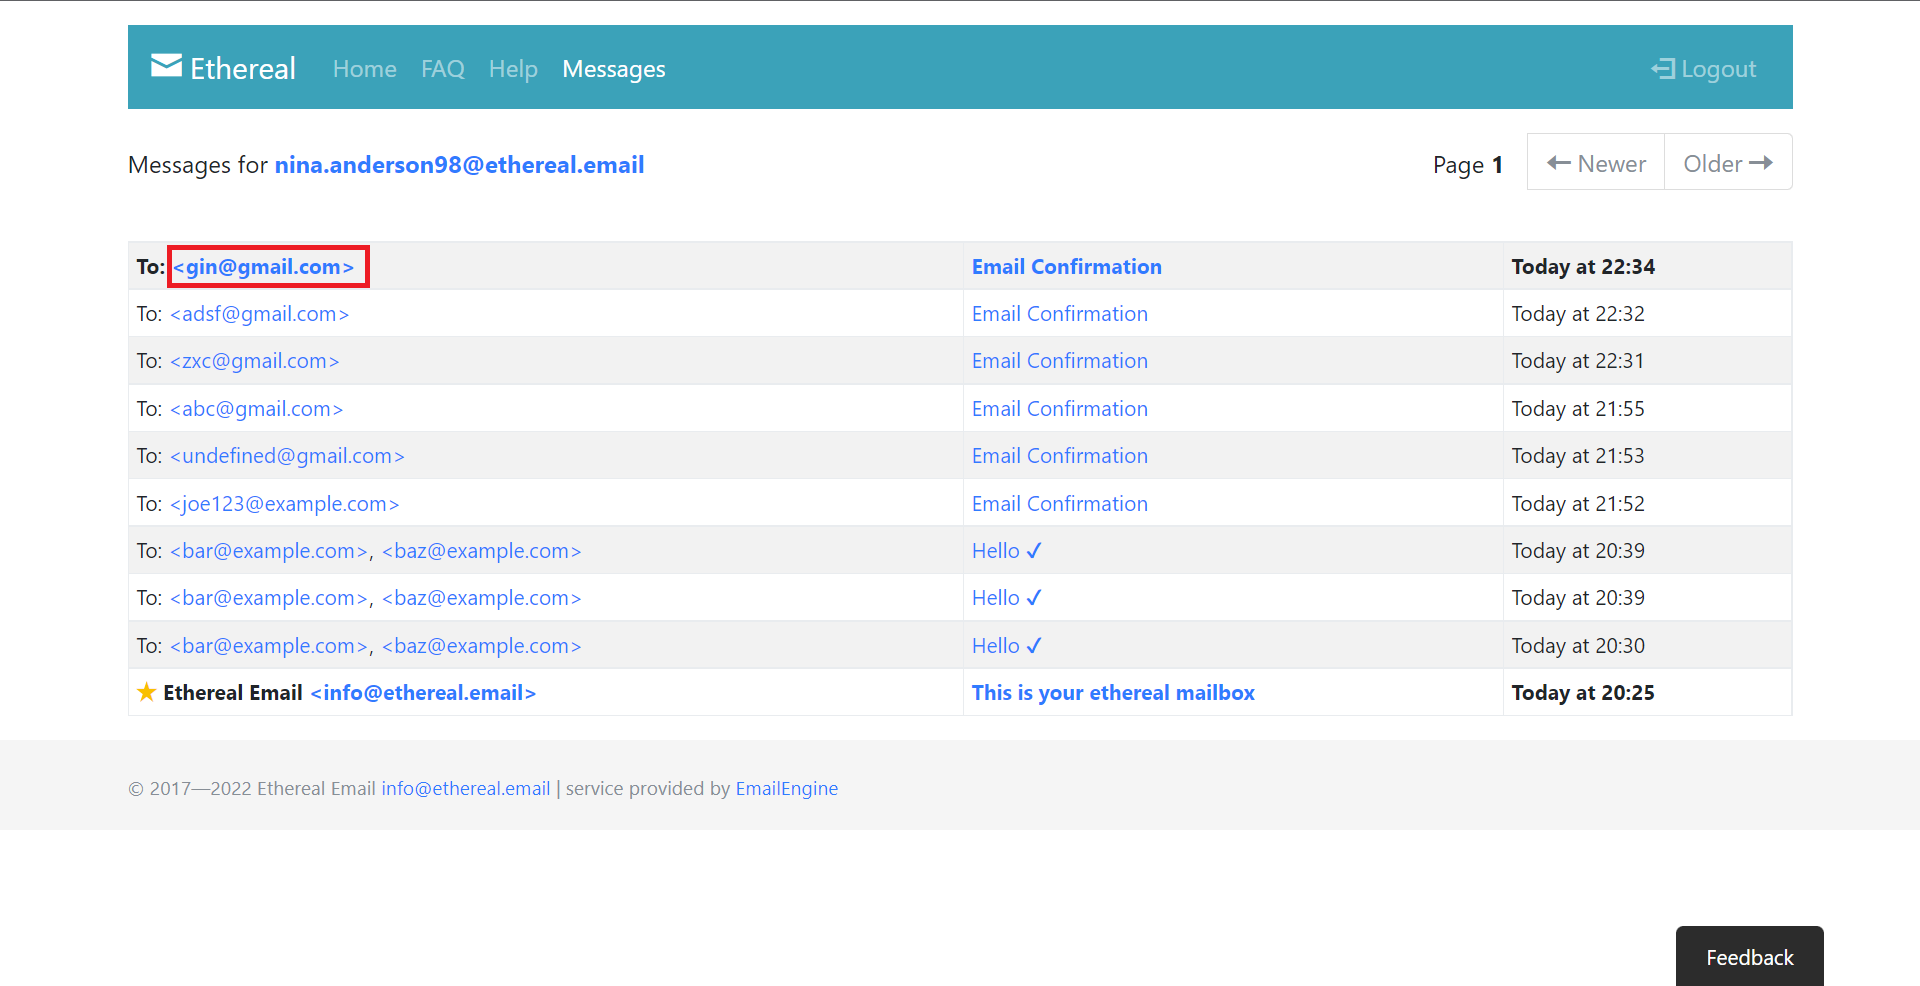 Ethereal Home FAQ Help Messages Logout
Messages for nina.anderson98@ethereal.email Page 1 ← Newer Older →
To: <gin@gmail.com> Email Confirmation Today at 22:34
To: <adsf@gmail.com> Email Confirmation Today at 22:32
To: <zxc@gmail.com> Email Confirmation Today at 22:31
To: <abc@gmail.com> Email Confirmation Today at 21:55
To: <undefined@gmail.com> Email Confirmation Today at 21:53
To: <joe123@example.com> Email Confirmation Today at 21:52
To: <bar@example.com>, <baz@example.com> Hello ✓ Today at 20:39
To: <bar@example.com>, <baz@example.com> Hello ✓ Today at 20:39
To: <bar@example.com>, <baz@example.com> Hello ✓ Today at 20:30
★ Ethereal Email <info@ethereal.email> This is your ethereal mailbox Today at 20:25
© 2017—2022 Ethereal Email info@ethereal.email | service provided by EmailEngine
Feedback